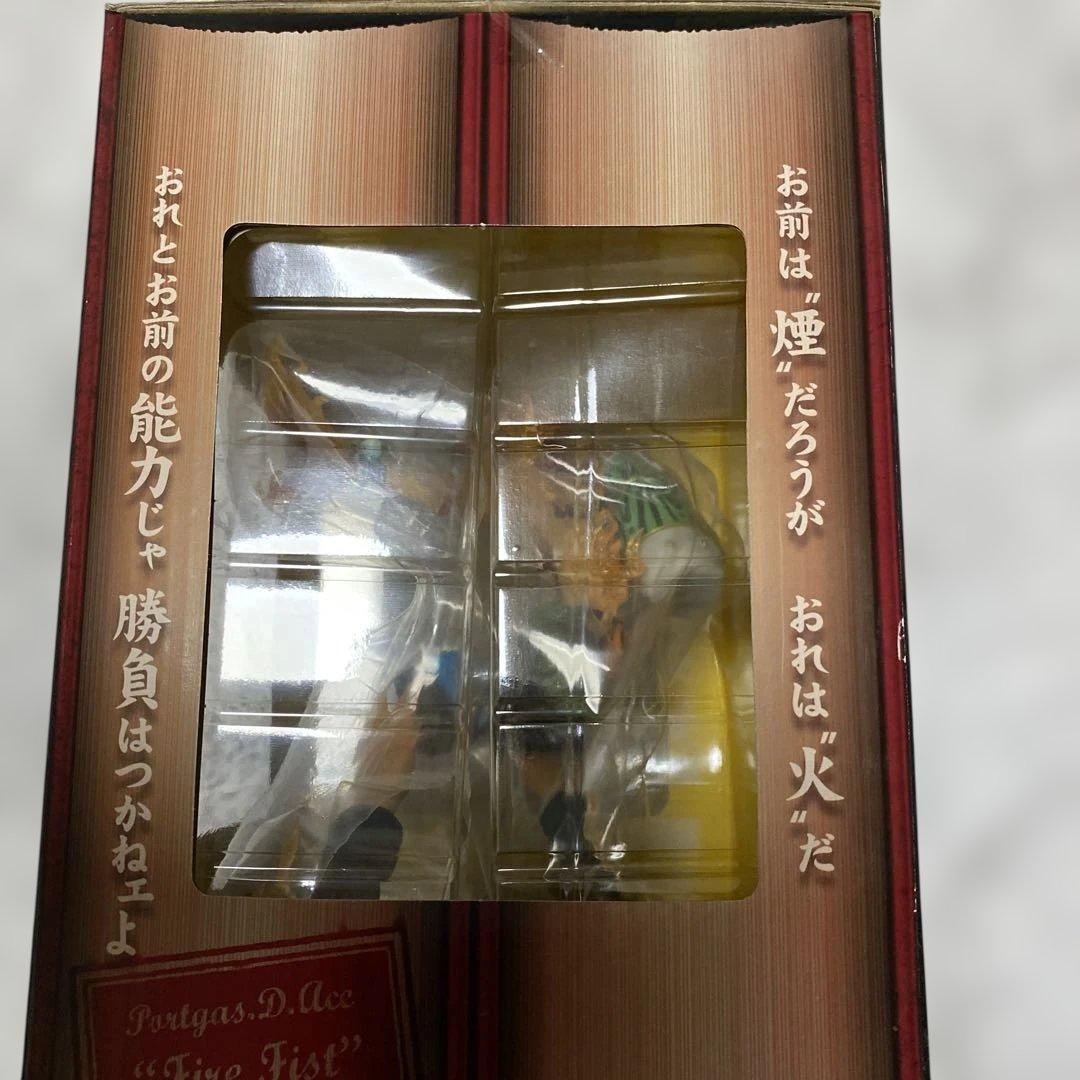 お前は"煙"だろうが　おれは"火"だ
おれとお前の能力じゃ　勝負はつかねェよ
Portgas.D.Ace
"Fire Fist"